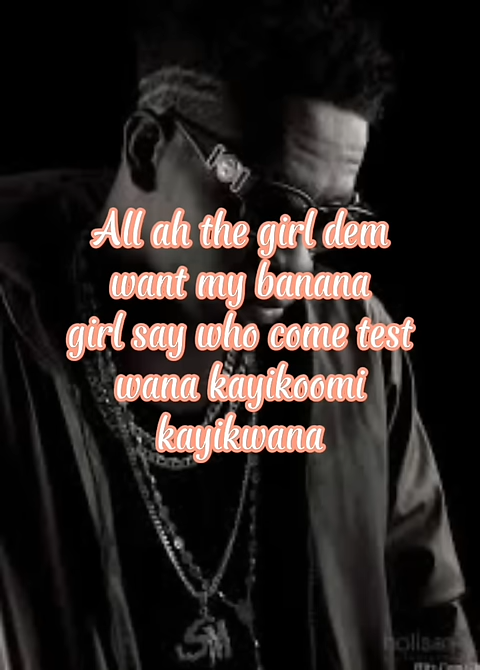 All ah the girl dem
want my banana
girl say who come test
wana kayikoomi
kayikwana